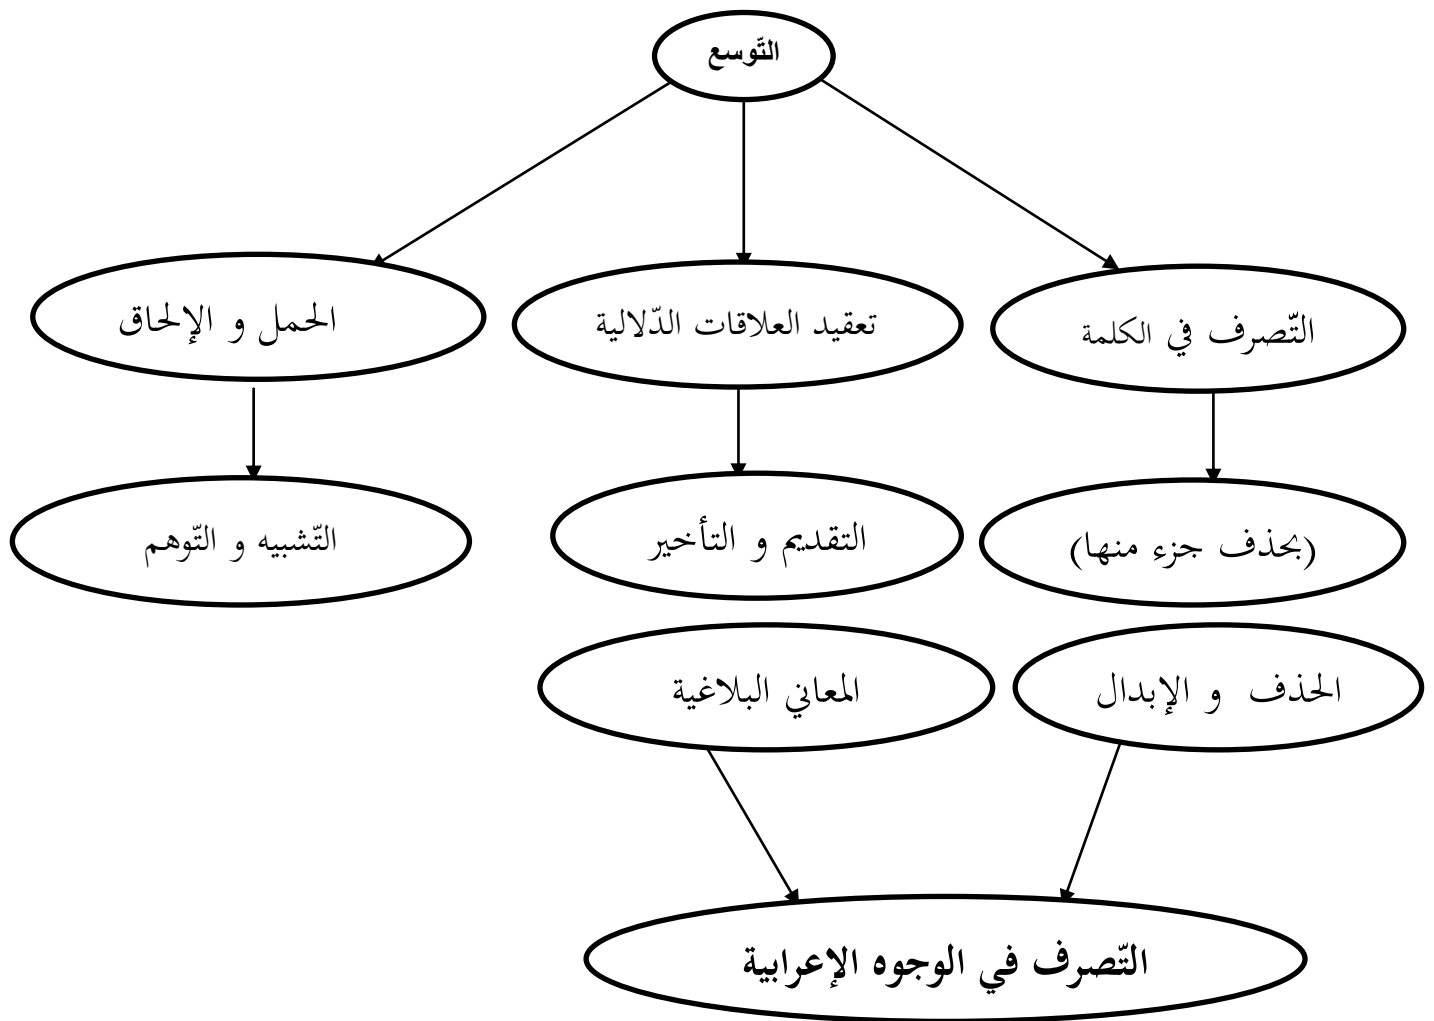 التّوسع
التّصرف في الكلمة
تعقيد العلاقات الدّلالية
الحمل و الإلحاق
(بحذف جزء منها)
التقديم و التأخير
التّشبيه و التّوهم
الحذف و الإبدال
المعاني البلاغية
التّصرف في الوجوه الإعرابية